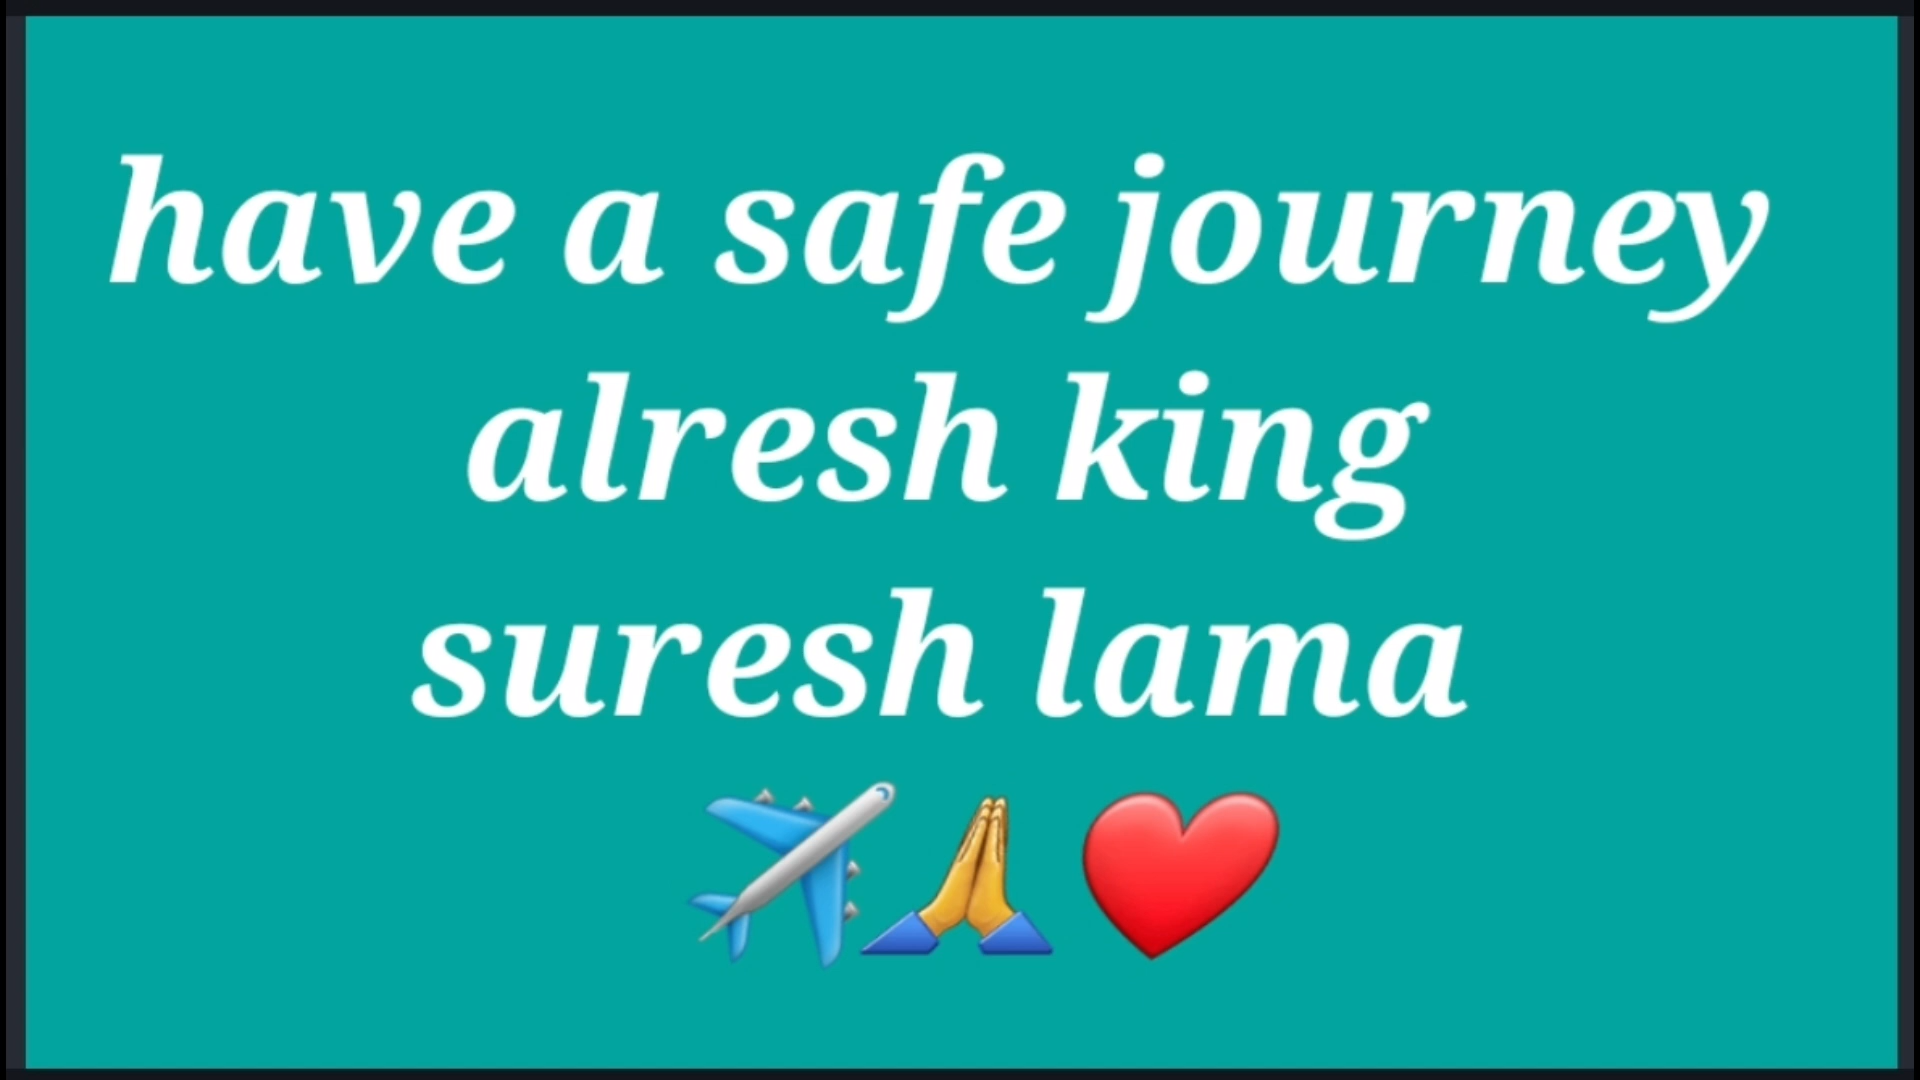 have a safe journey
alresh king
suresh lama
✈️🙏❤️